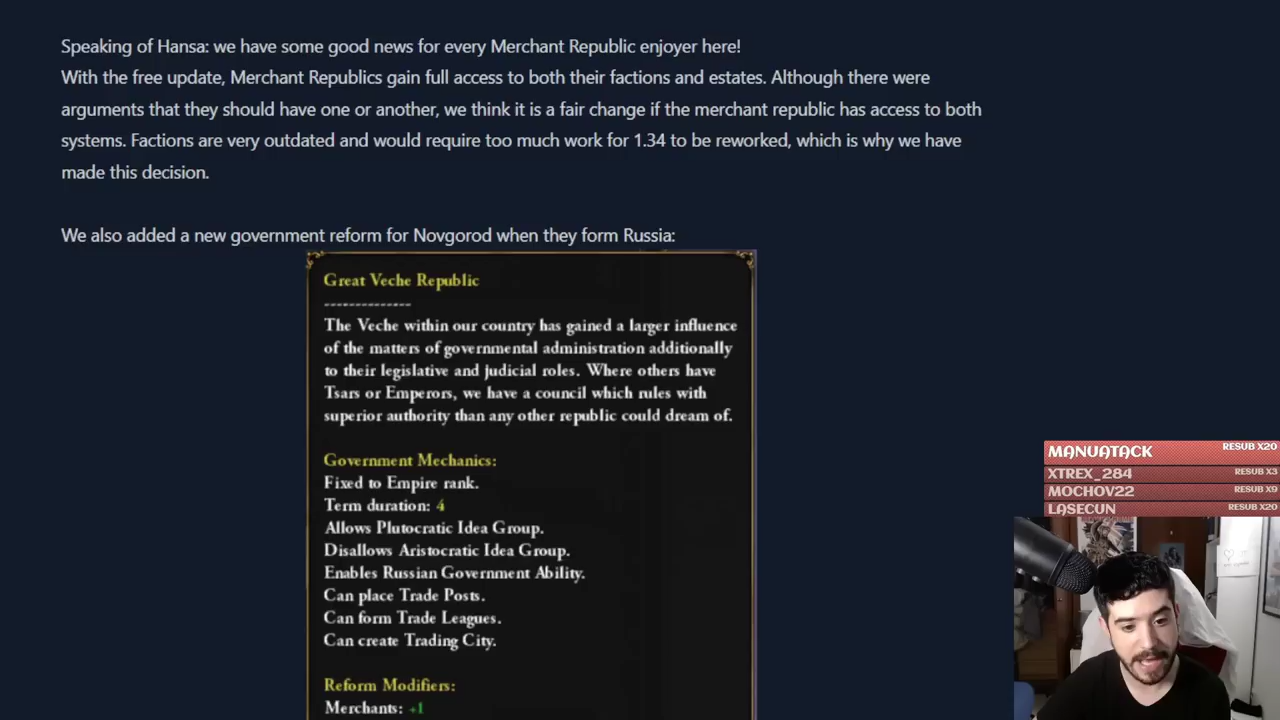 Speaking of Hansa: we have some good news for every Merchant Republic enjoyer here!
With the free update, Merchant Republics gain full access to both their factions and estates. Although there were
arguments that they should have one or another, we think it is a fair change if the merchant republic has access to both
systems. Factions are very outdated and would require too much work for 1.34 to be reworked, which is why we have
made this decision.
We also added a new government reform for Novgorod when they form Russia:
Great Veche Republic
--------------
The Veche within our country has gained a larger influence
of the matters of governmental administration additionally
to their legislative and judicial roles. Where others have
Tsars or Emperors, we have a council which rules with
superior authority than any other republic could dream of.
Government Mechanics:
Fixed to Empire rank.
Term duration: 4
Allows Plutocratic Idea Group.
Disallows Aristocratic Idea Group.
Enables Russian Government Ability.
Can place Trade Posts.
Can form Trade Leagues.
Can create Trading City.
Reform Modifiers:
Merchants: +1
MANUATACK RESUB X20
XTREX_284 RESUB X3
MOCHOV22 RESUB X9
LASECUN RESUB X20